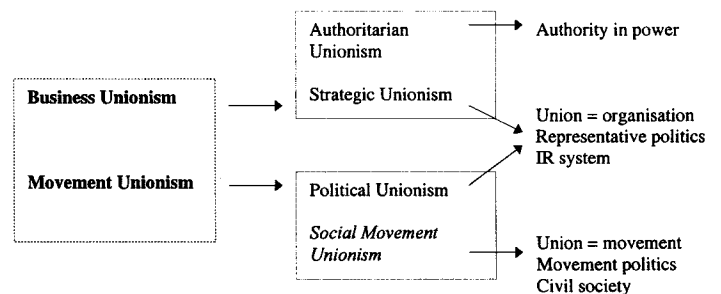 Business Unionism
Movement Unionism
Authoritarian
Unionism
Strategic Unionism
Political Unionism
Social Movement
Unionism
Authority in power
Union = organisation
Representative politics
IR system
Union = movement
Movement politics
Civil society